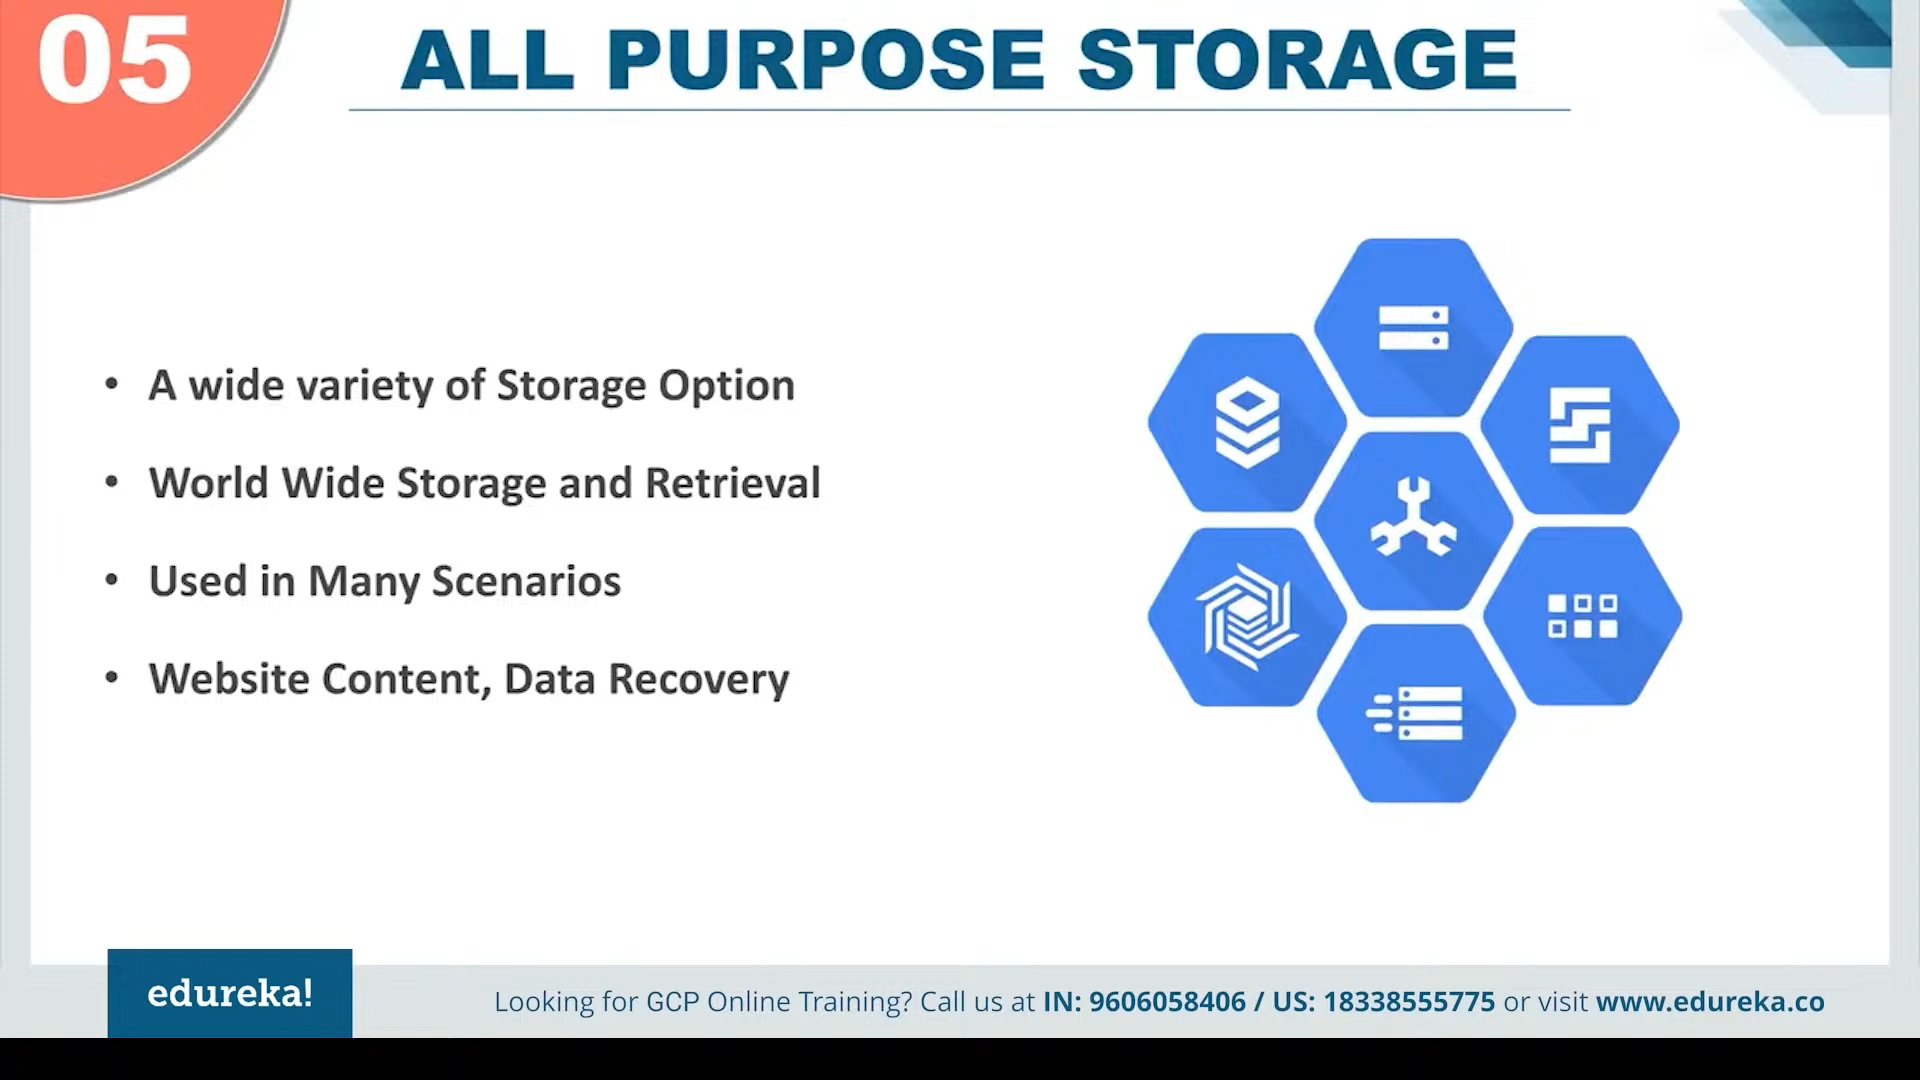 05
ALL PURPOSE STORAGE
• A wide variety of Storage Option
• World Wide Storage and Retrieval
• Used in Many Scenarios
• Website Content, Data Recovery
edureka!
Looking for GCP Online Training? Call us at IN: 9606058406 / US: 18338555775 or visit www.edureka.co